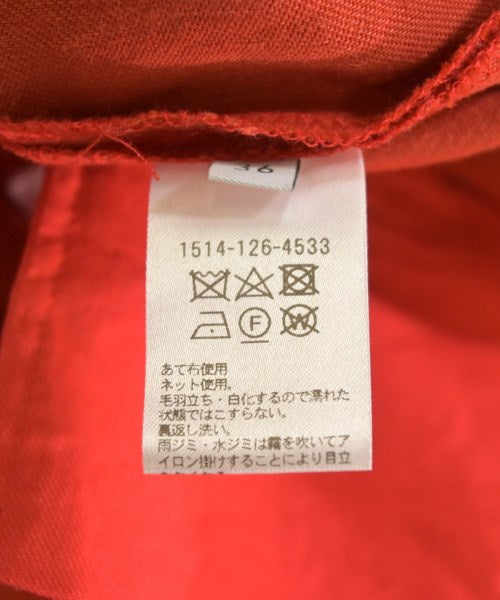 36
1514-126-4533
F W
あて布使用
ネット使用。
毛羽立ち・白化するので濡れた
状態ではこすらない。
裏返し洗い。
雨ジミ・水ジミは霧を吹いてア
イロン掛けすることにより目立